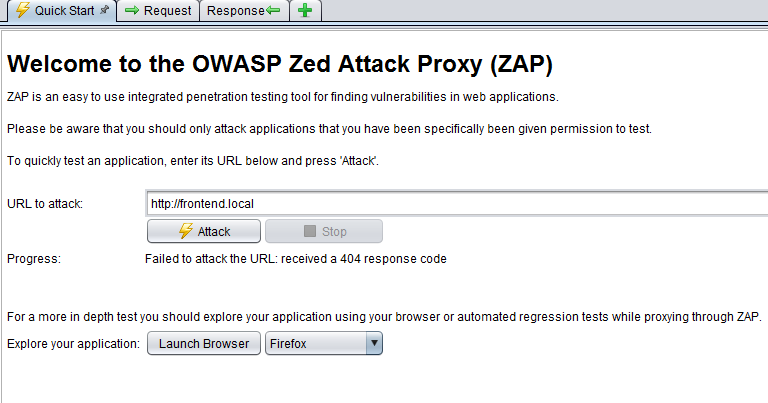 Quick Start Request Response
Welcome to the OWASP Zed Attack Proxy (ZAP)
ZAP is an easy to use integrated penetration testing tool for finding vulnerabilities in web applications.
Please be aware that you should only attack applications that you have been specifically been given permission to test.
To quickly test an application, enter its URL below and press 'Attack'.
URL to attack: http://frontend.local
Attack Stop
Progress: Failed to attack the URL: received a 404 response code
For a more in depth test you should explore your application using your browser or automated regression tests while proxying through ZAP.
Explore your application: Launch Browser Firefox